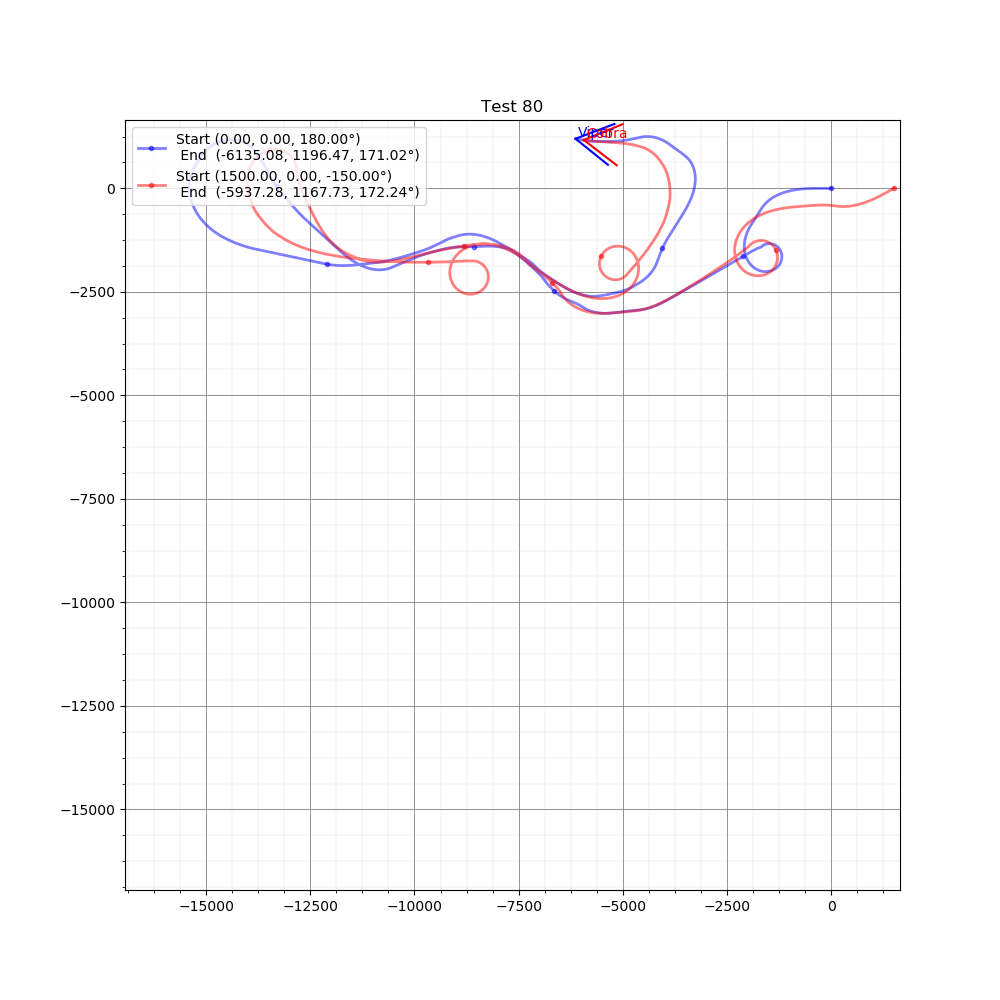 Test 80
Start (0.00, 0.00, 180.00°)
End (-6135.08, 1196.47, 171.02°)
Start (1500.00, 0.00, -150.00°)
End (-5937.28, 1167.73, 172.24°)
0
−2500
−5000
−7500
−10000
−12500
−15000
−15000 −12500 −10000 −7500 −5000 −2500 0